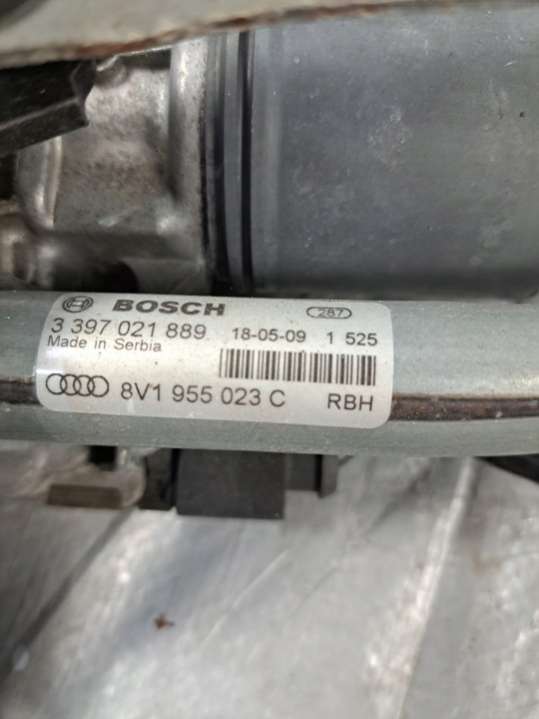 BOSCH 287
3 397 021 889 18-05-09 1 525
Made in Serbia
8V1 955 023 C RBH